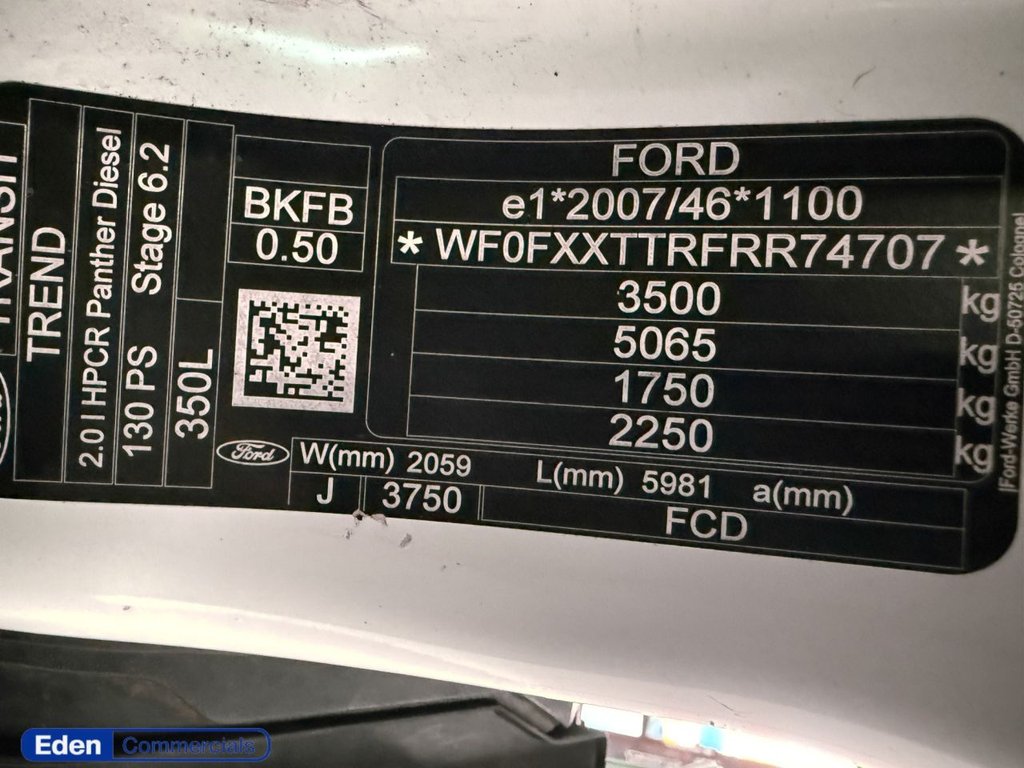 TRANSIT
TREND
2.0 l HPCR Panther Diesel
130 PS Stage 6.2
350L
BKFB
0.50
FORD
e1*2007/46*1100
* WF0FXXTTRFRR74707 *
3500 kg
5065 kg
1750 kg
2250 kg
Ford
W(mm) 2059 L(mm) 5981 a(mm)
J 3750 FCD
Ford-Werke GmbH D-50725 Cologne
Eden Commercials